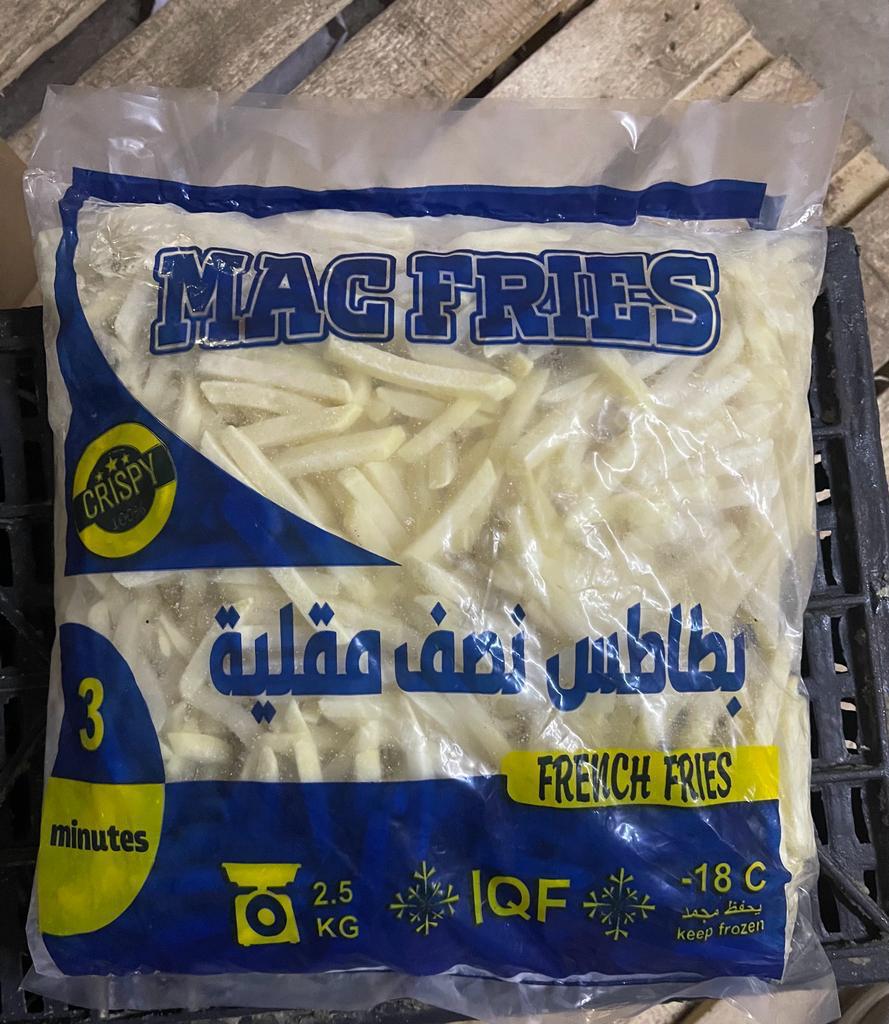 MAC FRIES
CRISPY
100%
بطاطس نصف مقلية
3
minutes
FRENCH FRIES
2.5
KG
IQF
-18 C
يحفظ مجمد
keep frozen